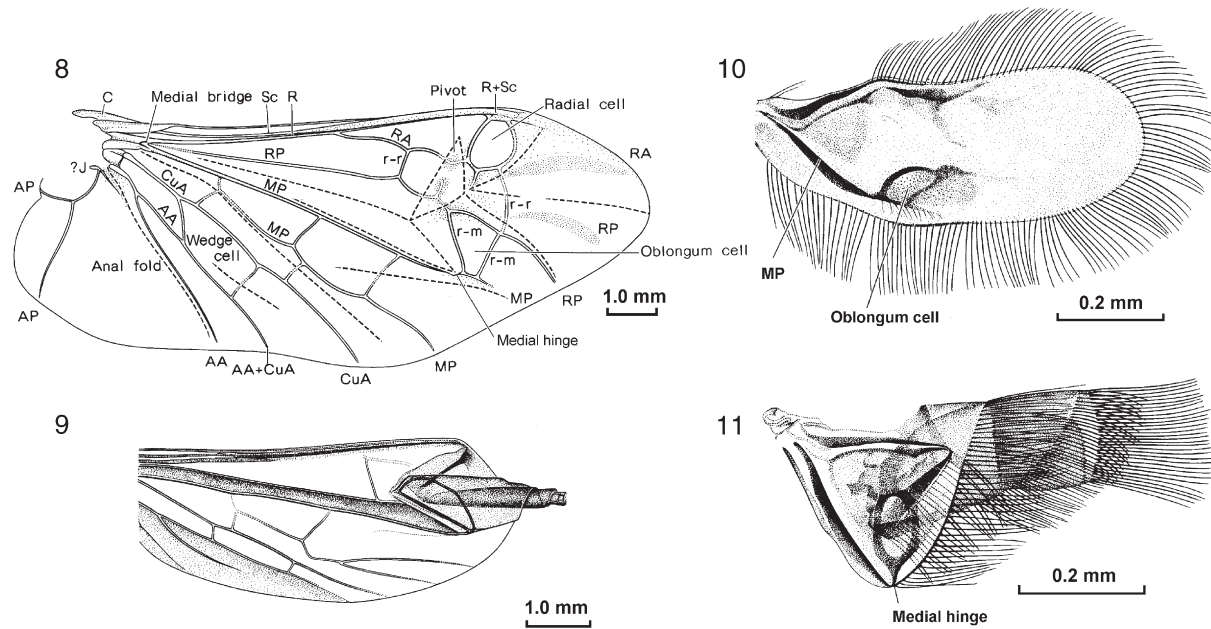 8
C
Medial bridge
Sc
R
Pivot
R+Sc
Radial cell
RA
RA
RP
r-r
?J
CuA
MP
AP
r-r
AA
MP
r-m
RP
Wedge
cell
Oblongum cell
Anal fold
r-m
MP
RP
1.0 mm
AP
Medial hinge
AA
AA+CuA
CuA
MP
9
1.0 mm
10
MP
Oblongum cell
0.2 mm
11
0.2 mm
Medial hinge